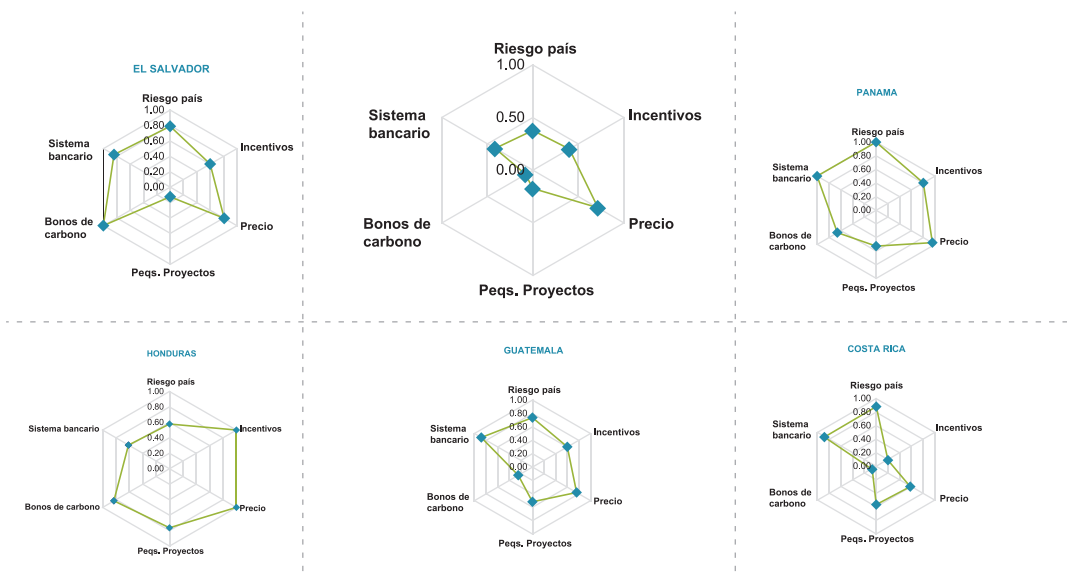 EL SALVADOR
Riesgo país
1.00
0.80
0.60
0.40
0.20
0.00
Sistema
bancario
Incentivos
Bonos de
carbono
Precio
Peqs. Proyectos
Riesgo país
1.00
0.50
0.00
Sistema
bancario
Incentivos
Bonos de
carbono
Precio
Peqs. Proyectos
PANAMA
Riesgo país
1.00
0.80
0.60
0.40
0.20
0.00
Sistema
bancario
Incentivos
Bonos de
carbono
Precio
Peqs. Proyectos
HONDURAS
Riesgo país
1.00
0.80
0.60
0.40
0.20
0.00
Sistema bancario
Incentivos
Bonos de carbono
Precio
Peqs. Proyectos
GUATEMALA
Riesgo país
1.00
0.80
0.60
0.40
0.20
0.00
Sistema
bancario
Incentivos
Bonos de
carbono
Precio
Peqs. Proyectos
COSTA RICA
Riesgo país
1.00
0.80
0.60
0.40
0.20
0.00
Sistema
bancario
Incentivos
Bonos de
carbono
Precio
Peqs. Proyectos